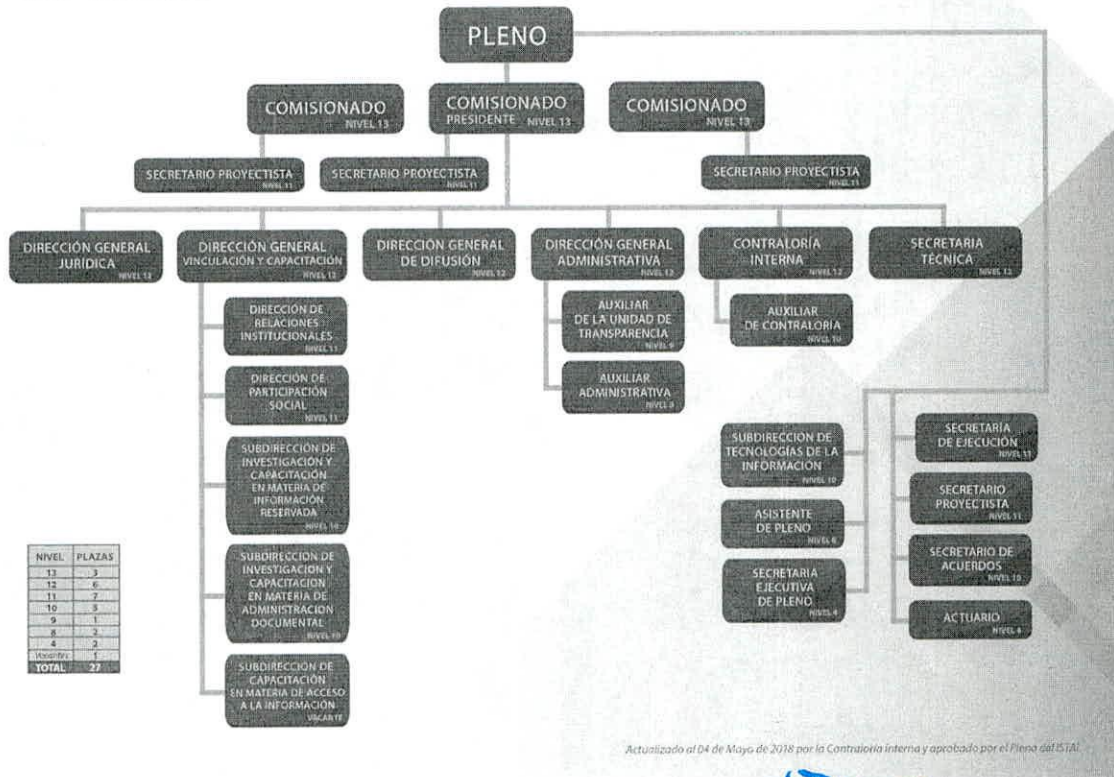 PLENO
COMISIONADO
NIVEL 13
COMISIONADO
PRESIDENTE NIVEL 13
COMISIONADO
NIVEL 13
SECRETARIO PROYECTISTA
NIVEL 11
SECRETARIO PROYECTISTA
NIVEL 11
SECRETARIO PROYECTISTA
NIVEL 11
DIRECCIÓN GENERAL
JURÍDICA
NIVEL 12
DIRECCIÓN GENERAL
VINCULACIÓN Y CAPACITACIÓN
NIVEL 12
DIRECCIÓN GENERAL
DE DIFUSIÓN
NIVEL 12
DIRECCIÓN GENERAL
ADMINISTRATIVA
NIVEL 12
CONTRALORÍA
INTERNA
NIVEL 12
SECRETARIA
TÉCNICA
NIVEL 12
DIRECCIÓN DE
RELACIONES
INSTITUCIONALES
NIVEL 11
DIRECCIÓN DE
PARTICIPACIÓN
SOCIAL
NIVEL 11
SUBDIRECCIÓN DE
INVESTIGACIÓN Y
CAPACITACIÓN
EN MATERIA DE
INFORMACIÓN
RESERVADA
NIVEL 10
SUBDIRECCIÓN DE
INVESTIGACIÓN Y
CAPACITACION
EN MATERIA DE
ADMINISTRACION
DOCUMENTAL
NIVEL 10
SUBDIRECCIÓN DE
CAPACITACIÓN
EN MATERIA DE ACCESO
A LA INFORMACIÓN
VACANTE
AUXILIAR
DE LA UNIDAD DE
TRANSPARENCIA
NIVEL 9
AUXILIAR
ADMINISTRATIVA
NIVEL
AUXILIAR
DE CONTRALORÍA
NIVEL 10
SUBDIRECCION DE
TECNOLOGÍAS DE LA
INFORMACIÓN
NIVEL 10
ASISTENTE
DE PLENO
NIVEL
SECRETARIA
EJECUTIVA
DE PLENO
NIVEL 4
SECRETARÍA
DE EJECUCIÓN
NIVEL 11
SECRETARIO
PROYECTISTA
NIVEL 11
SECRETARIO DE
ACUERDOS
NIVEL 10
ACTUARIO
NIVEL
NIVEL PLAZAS
13 3
12 6
11 7
10 5
9 1
8 2
4 2
Vacantes 1
TOTAL 27
Actualizado al 04 de Mayo de 2018 por la Contraloría interna y aprobado por el Pleno del ISTAI.